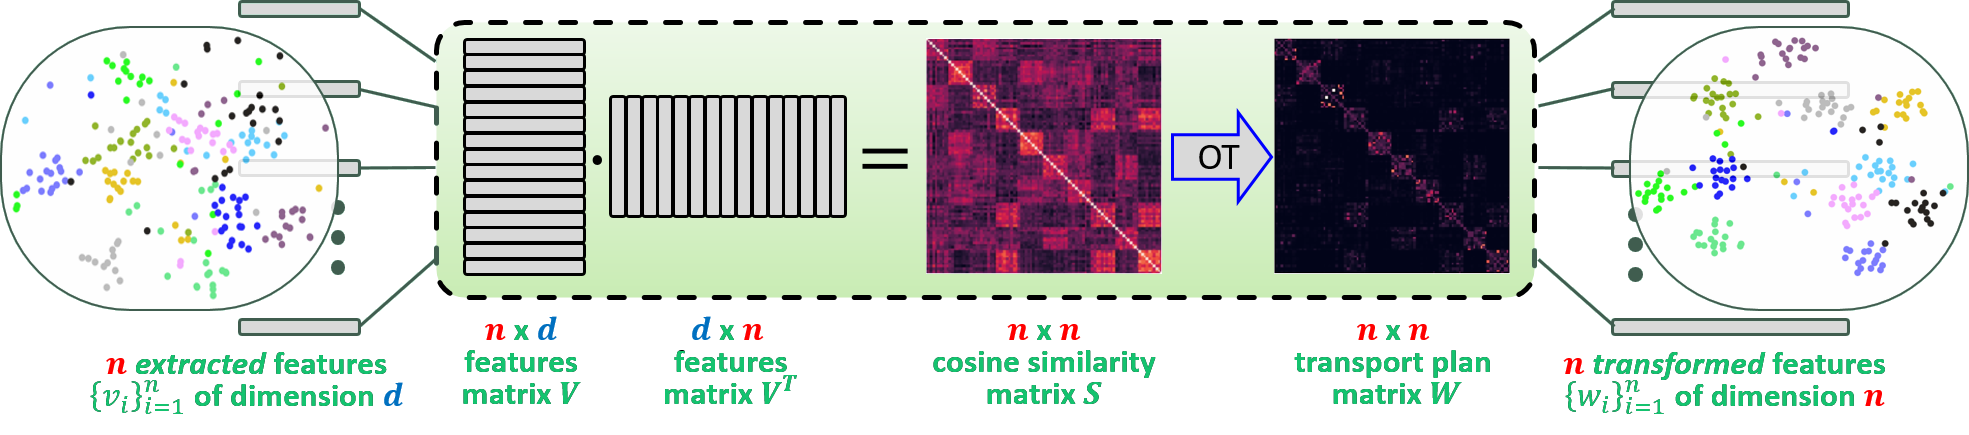 OT
n x d
features
matrix V
d x n
features
matrix V^T
n x n
cosine similarity
matrix S
n x n
transport plan
matrix W
n extracted features
{v_i}_{i=1}^n of dimension d
n transformed features
{w_i}_{i=1}^n of dimension n